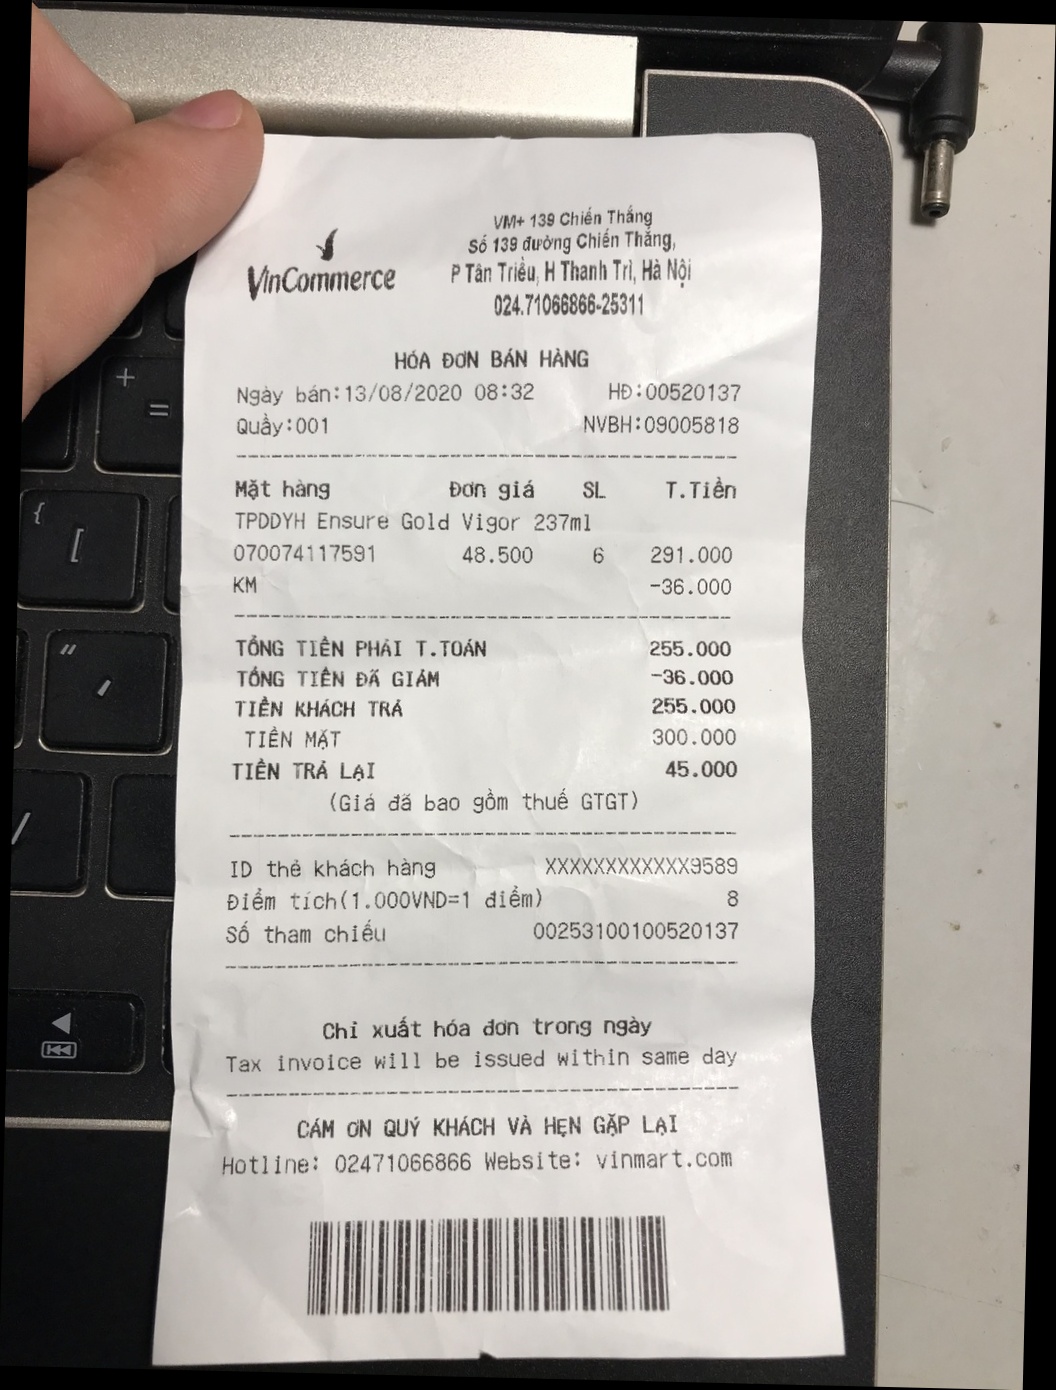 VinCommerce
VM+ 139 Chiến Thắng
Số 139 đường Chiến Thắng,
P Tân Triều, H Thanh Trì, Hà Nội
024.71066866-25311
HÓA ĐƠN BÁN HÀNG
Ngày bán:13/08/2020 08:32 HĐ:00520137
Quầy:001 NVBH:09005818
Mặt hàng Đơn giá SL T.Tiền
TPDDYH Ensure Gold Vigor 237ml
070074117591 48.500 6 291.000
KM -36.000
TỔNG TIỀN PHẢI T.TOÁN 255.000
TỔNG TIỀN ĐÃ GIẢM -36.000
TIỀN KHÁCH TRẢ 255.000
TIỀN MẶT 300.000
TIỀN TRẢ LẠI 45.000
(Giá đã bao gồm thuế GTGT)
ID thẻ khách hàng XXXXXXXXXXXX9589
Điểm tích(1.000VND=1 điểm) 8
Số tham chiếu 00253100100520137
Chỉ xuất hóa đơn trong ngày
Tax invoice will be issued within same day
CẢM ƠN QUÝ KHÁCH VÀ HẸN GẶP LẠI
Hotline: 02471066866 Website: vinmart.com
+
=
{
[
"
'
/